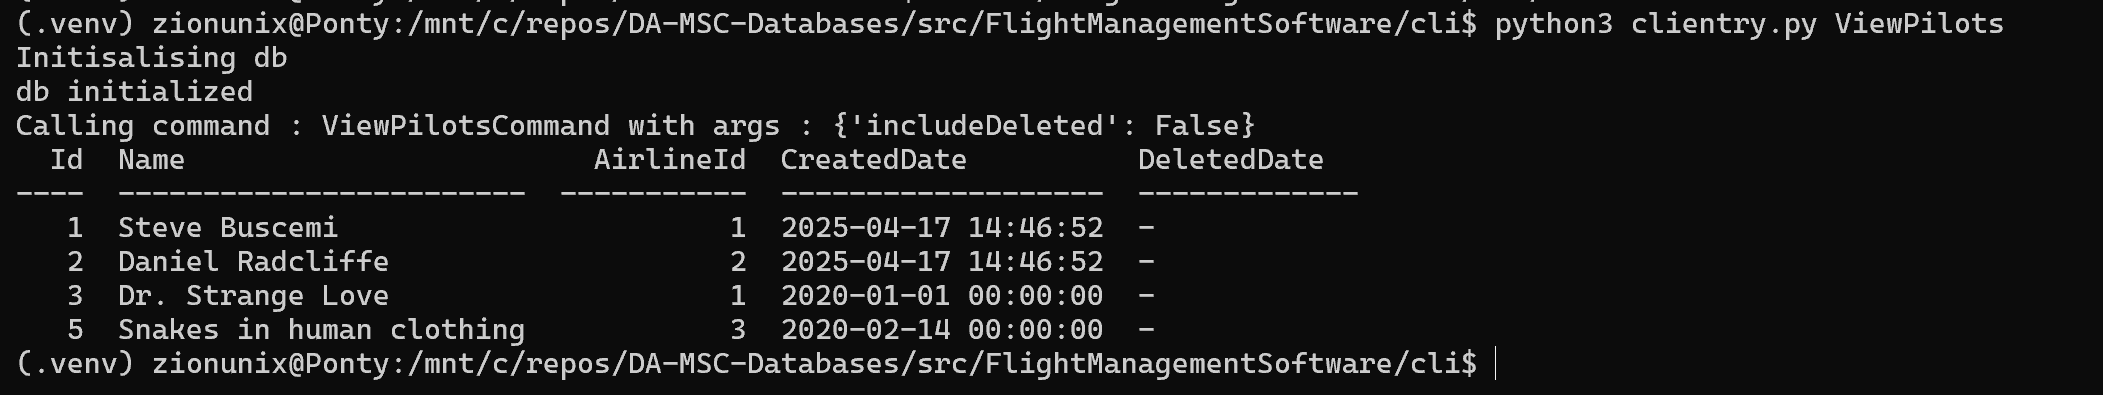 (.venv) zionunix@Ponty:/mnt/c/repos/DA-MSC-Databases/src/FlightManagementSoftware/cli$ python3 clientry.py ViewPilots
Initisalising db
db initialized
Calling command : ViewPilotsCommand with args : {'includeDeleted': False}
  Id  Name                        AirlineId  CreatedDate          DeletedDate
----  ------------------------  -----------  -------------------  -------------
   1  Steve Buscemi                       1  2025-04-17 14:46:52  -
   2  Daniel Radcliffe                    2  2025-04-17 14:46:52  -
   3  Dr. Strange Love                    1  2020-01-01 00:00:00  -
   5  Snakes in human clothing            3  2020-02-14 00:00:00  -
(.venv) zionunix@Ponty:/mnt/c/repos/DA-MSC-Databases/src/FlightManagementSoftware/cli$